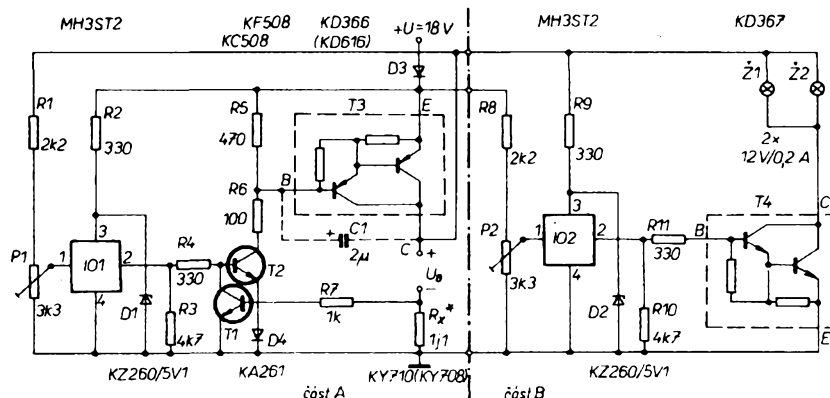 MH3ST2
KF508
KC508
KD366
(KD616)
+U=18V
MH3ST2
KD367
R1
2k2
R2
330
R5
470
D3
T3
E
R8
2k2
R9
330
Ž1
Ž2
2×
12V/0,2 A
R6
100
B
C1
+
2µ
C
+
U₀
−
P1
3k3
1
IO1
3
2
4
R4
330
T2
T1
D1
R3
4k7
D4
R7
1k
Rx*
1j1
P2
3k3
1
IO2
3
2
4
R11
330
B
T4
C
E
D2
R10
4k7
KZ260/5V1
KA261
KY710(KY708)
KZ260/5V1
část A
část B